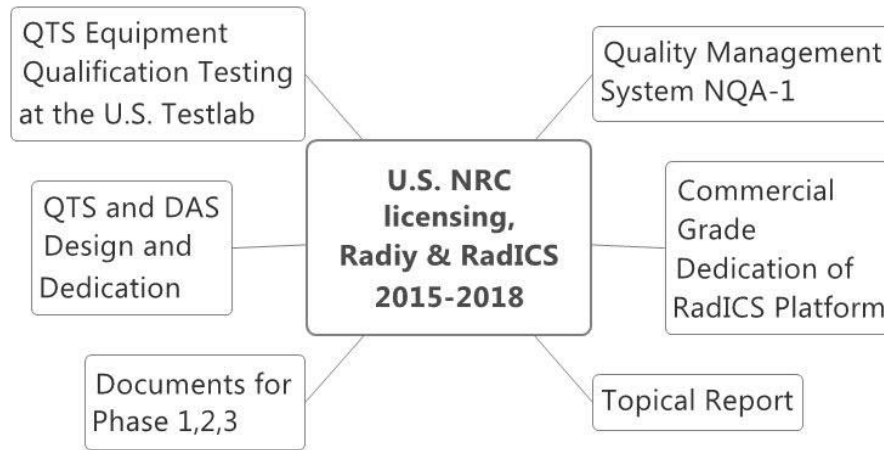 QTS Equipment
Qualification Testing
at the U.S. Testlab
Quality Management
System NQA-1
U.S. NRC
licensing,
Radiy & RadICS
2015-2018
QTS and DAS
Design and
Dedication
Commercial
Grade
Dedication of
RadICS Platform
Documents for
Phase 1,2,3
Topical Report